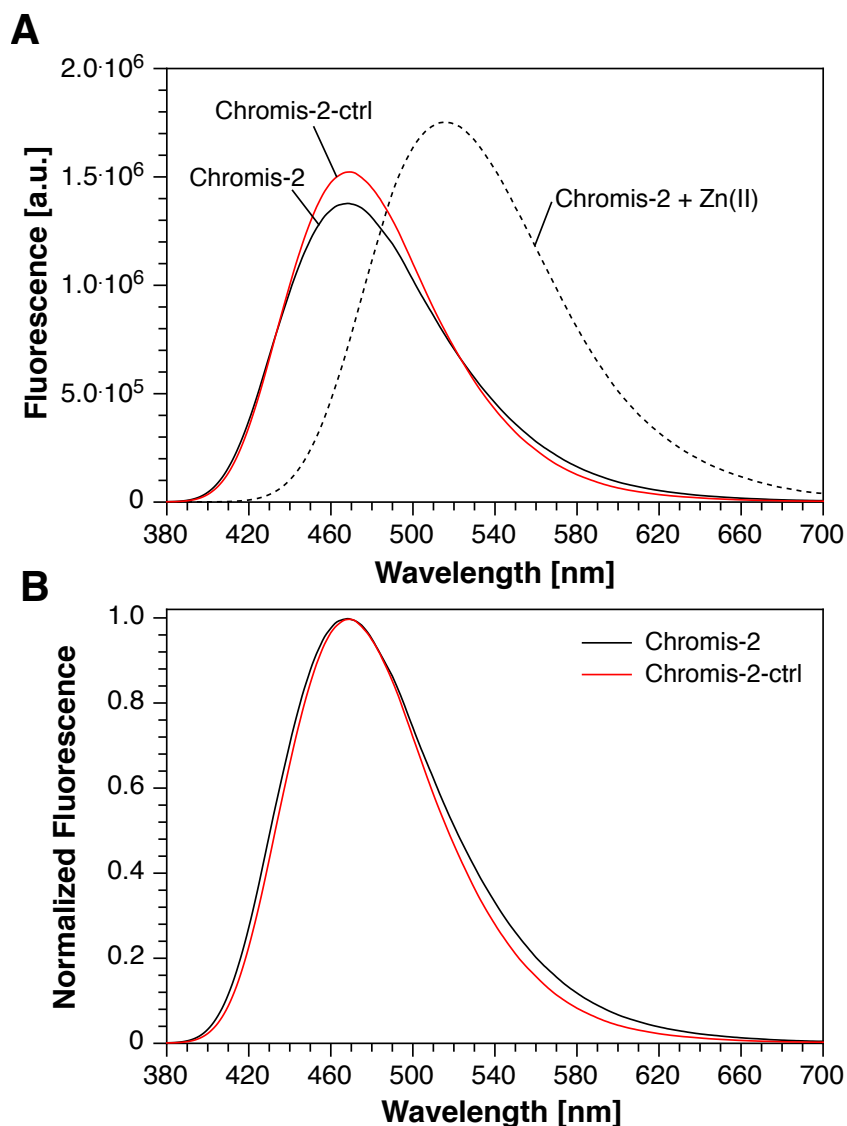 A
2.0·10⁶
1.5·10⁶
1.0·10⁶
5.0·10⁵
0
Fluorescence [a.u.]
Chromis-2-ctrl
Chromis-2
Chromis-2 + Zn(II)
380 420 460 500 540 580 620 660 700
Wavelength [nm]
B
1.0
0.8
0.6
0.4
0.2
0
Normalized Fluorescence
Chromis-2
Chromis-2-ctrl
380 420 460 500 540 580 620 660 700
Wavelength [nm]